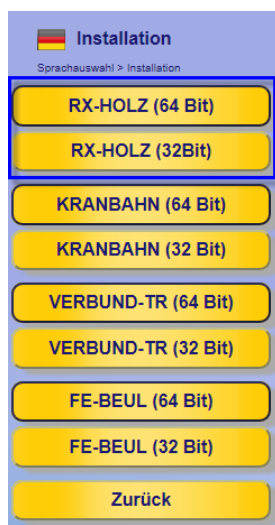 Installation
Sprachauswahl > Installation
RX-HOLZ (64 Bit)
RX-HOLZ (32Bit)
KRANBAHN (64 Bit)
KRANBAHN (32 Bit)
VERBUND-TR (64 Bit)
VERBUND-TR (32 Bit)
FE-BEUL (64 Bit)
FE-BEUL (32 Bit)
Zurück